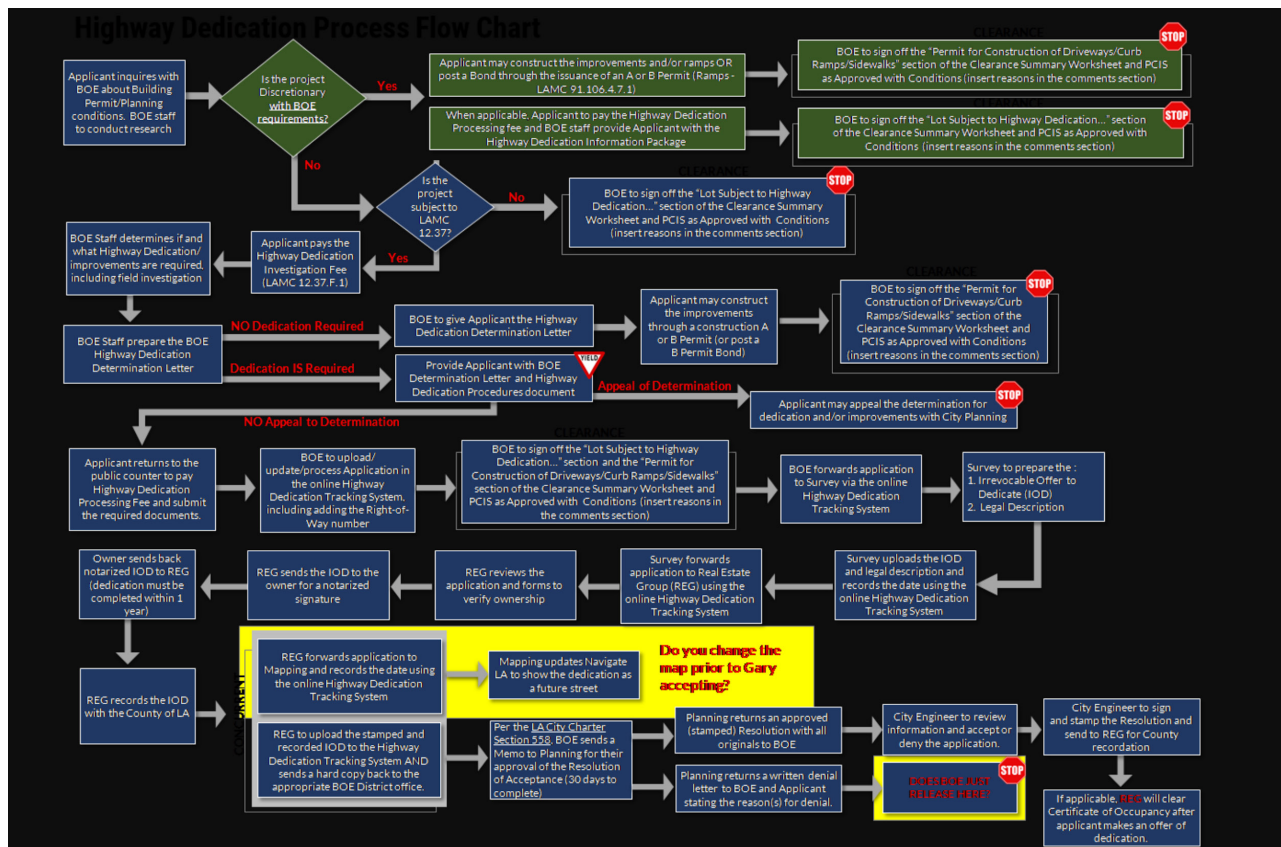 Highway Dedication Process Flow Chart
Applicant inquires with
BOE about Building
Permit/Planning
conditions. BOE staff
to conduct research
Is the project
Discretionary
with BOE
requirements?
Yes
Applicant may construct the improvements and/or ramps OR
post a Bond through the issuance of an A or B Permit (Ramps -
LAMC 91.106.4.7.1)
CLEARANCE
STOP
BOE to sign off the "Permit for Construction of Driveways/Curb
Ramps/Sidewalks" section of the Clearance Summary Worksheet and PCIS
as Approved with Conditions (insert reasons in the comments section)
When applicable. Applicant to pay the Highway Dedication
Processing fee and BOE staff provide Applicant with the
Highway Dedication Information Package
CLEARANCE
STOP
BOE to sign off the "Lot Subject to Highway Dedication..." section
of the Clearance Summary Worksheet and PCIS as Approved with
Conditions (insert reasons in the comments section)
No
Is the
project
subject to
LAMC
12.37?
No
CLEARANCE
STOP
BOE to sign off the "Lot Subject to Highway
Dedication..." section of the Clearance Summary
Worksheet and PCIS as Approved with Conditions
(insert reasons in the comments section)
Yes
Applicant pays the
Highway Dedication
Investigation Fee
(LAMC 12.37.F.1)
BOE Staff determines if and
what Highway Dedication/
improvements are required,
including field investigation
BOE Staff prepare the BOE
Highway Dedication
Determination Letter
NO Dedication Required
BOE to give Applicant the Highway
Dedication Determination Letter
Applicant may construct
the improvements
through a construction A
or B Permit (or post a
B Permit Bond)
CLEARANCE
STOP
BOE to sign off the "Permit for
Construction of Driveways/Curb
Ramps/Sidewalks" section of the
Clearance Summary Worksheet and
PCIS as Approved with Conditions
(insert reasons in the comments section)
Dedication IS Required
YIELD
Provide Applicant with BOE
Determination Letter and Highway
Dedication Procedures document
Appeal of Determination
STOP
Applicant may appeal the determination for
dedication and/or improvements with City Planning
NO Appeal to Determination
Applicant returns to the
public counter to pay
Highway Dedication
Processing Fee and submit
the required documents.
BOE to upload/
update/process Application in
the online Highway
Dedication Tracking System,
including adding the Right-of-
Way number
CLEARANCE
BOE to sign off the "Lot Subject to Highway
Dedication..." section and the "Permit for
Construction of Driveways/Curb Ramps/Sidewalks"
section of the Clearance Summary Worksheet and
PCIS as Approved with Conditions (insert reasons in
the comments section)
BOE forwards application
to Survey via the online
Highway Dedication
Tracking System
Survey to prepare the :
1. Irrevocable Offer to
Dedicate (IOD)
2. Legal Description
Survey uploads the IOD
and legal description and
records the date using the
online Highway Dedication
Tracking System
Survey forwards
application to Real Estate
Group (REG) using the
online Highway Dedication
Tracking System
REG reviews the
application and forms to
verify ownership
REG sends the IOD to the
owner for a notarized
signature
Owner sends back
notarized IOD to REG
(dedication must be
completed within 1
year)
REG records the IOD
with the County of LA
CONCURRENT
REG forwards application to
Mapping and records the date using
the online Highway Dedication
Tracking System
Mapping updates Navigate
LA to show the dedication as
a future street
Do you change the
map prior to Gary
accepting?
REG to upload the stamped and
recorded IOD to the Highway
Dedication Tracking System AND
sends a hard copy back to the
appropriate BOE District office.
Per the LA City Charter
Section 558, BOE sends a
Memo to Planning for their
approval of the Resolution
of Acceptance (30 days to
complete)
Planning returns an approved
(stamped) Resolution with all
originals to BOE
City Engineer to review
information and accept or
deny the application.
City Engineer to sign
and stamp the Resolution and
send to REG for County
recordation
Planning returns a written denial
letter to BOE and Applicant
stating the reason(s) for denial.
STOP
DOES BOE JUST
RELEASE HERE?
If applicable, REG will clear
Certificate of Occupancy after
applicant makes an offer of
dedication.